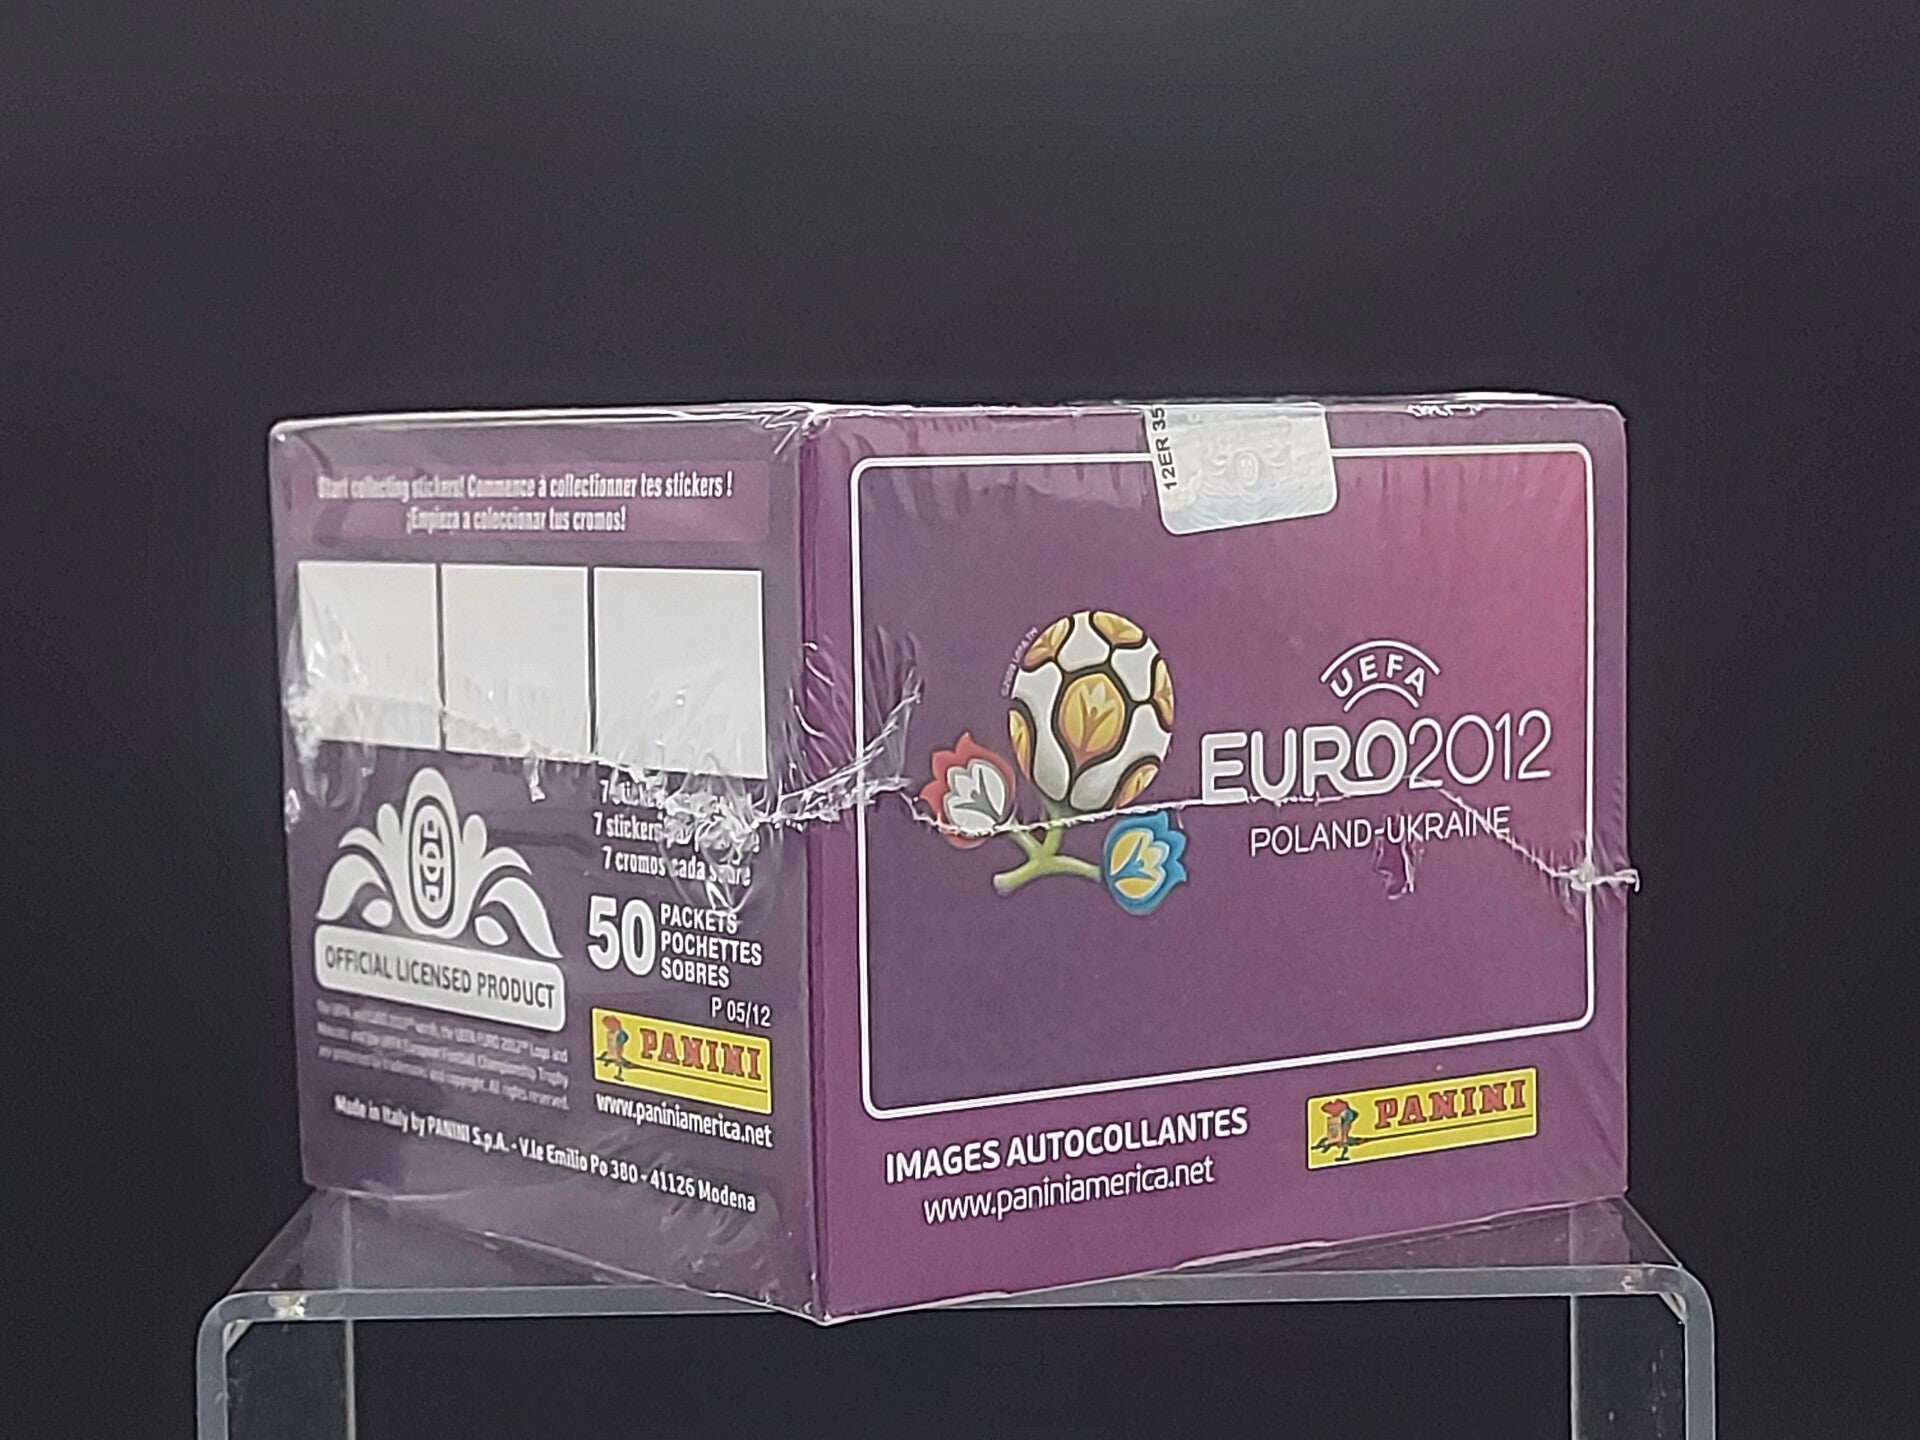 Start collecting stickers! Commence à collectionner tes stickers !
¡Empieza a coleccionar tus cromos!
7 stickers
7 cromos cada sobre
50 PACKETS
POCHETTES
SOBRES
P 05/12
OFFICIAL LICENSED PRODUCT
PANINI
www.paniniamerica.net
Made in Italy by PANINI S.p.A. - V.le Emilio Po 380 - 41126 Modena
12ER 35
UEFA
EURO2012
POLAND-UKRAINE
IMAGES AUTOCOLLANTES
www.paniniamerica.net
PANINI